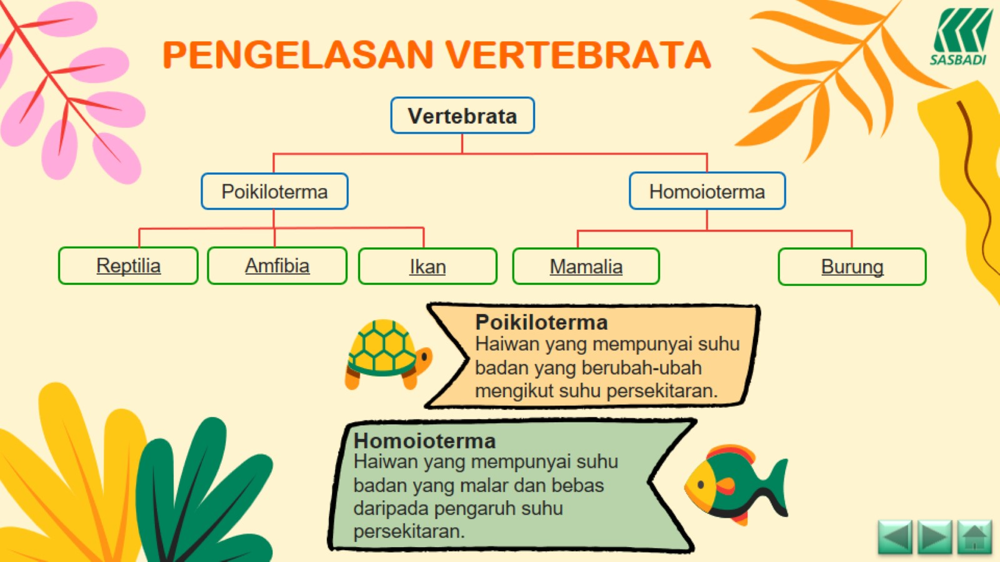 PENGELASAN VERTEBRATA
SASBADI
Vertebrata
Poikiloterma
Homoioterma
Reptilia
Amfibia
Ikan
Mamalia
Burung
Poikiloterma
Haiwan yang mempunyai suhu
badan yang berubah-ubah
mengikut suhu persekitaran.
Homoioterma
Haiwan yang mempunyai suhu
badan yang malar dan bebas
daripada pengaruh suhu
persekitaran.